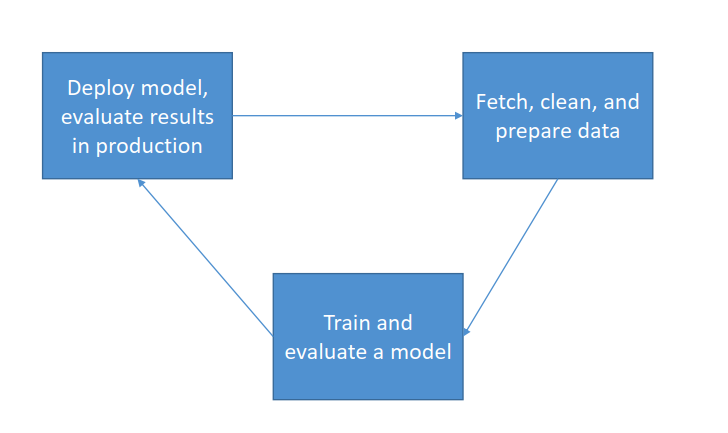 Deploy model,
evaluate results
in production
Fetch, clean, and
prepare data
Train and
evaluate a model